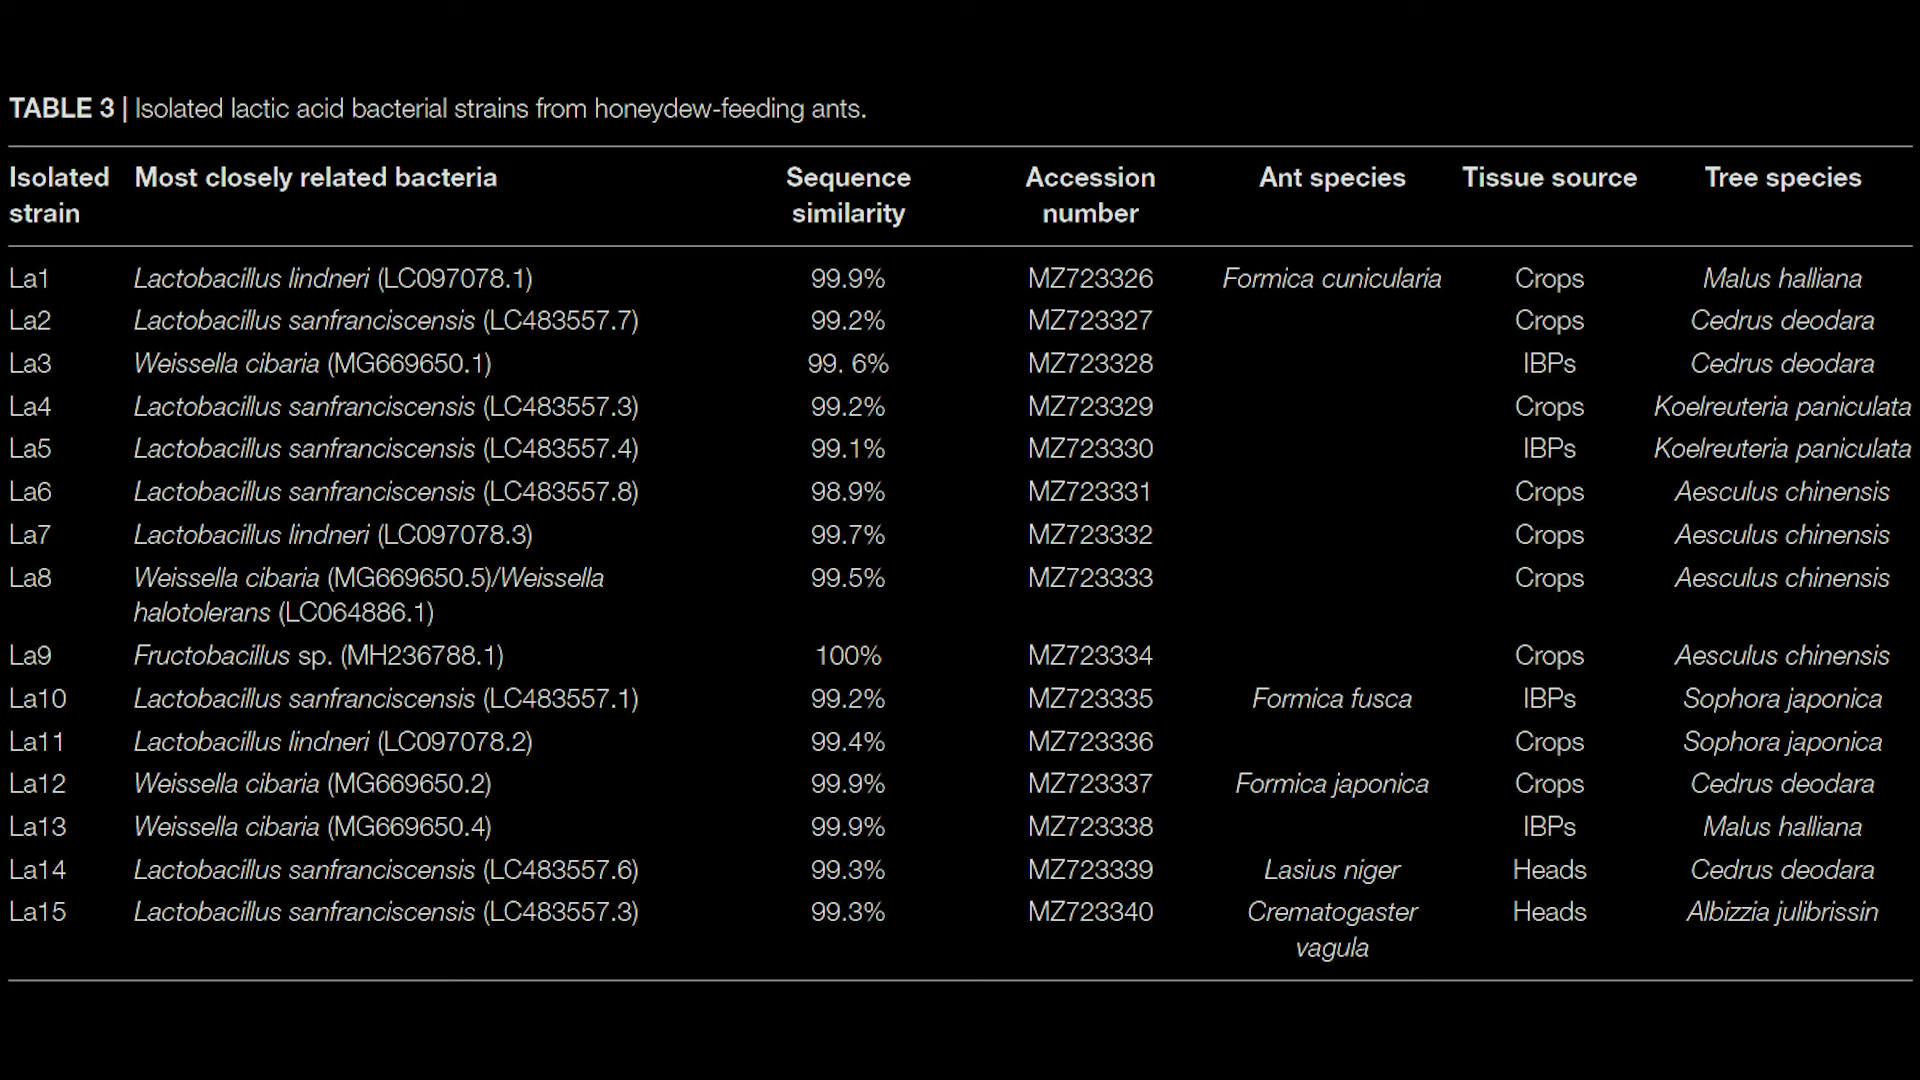 TABLE 3 | Isolated lactic acid bacterial strains from honeydew-feeding ants.
Isolated strain Most closely related bacteria Sequence similarity Accession number Ant species Tissue source Tree species
La1 Lactobacillus lindneri (LC097078.1) 99.9% MZ723326 Formica cunicularia Crops Malus halliana
La2 Lactobacillus sanfranciscensis (LC483557.7) 99.2% MZ723327 Crops Cedrus deodara
La3 Weissella cibaria (MG669650.1) 99. 6% MZ723328 IBPs Cedrus deodara
La4 Lactobacillus sanfranciscensis (LC483557.3) 99.2% MZ723329 Crops Koelreuteria paniculata
La5 Lactobacillus sanfranciscensis (LC483557.4) 99.1% MZ723330 IBPs Koelreuteria paniculata
La6 Lactobacillus sanfranciscensis (LC483557.8) 98.9% MZ723331 Crops Aesculus chinensis
La7 Lactobacillus lindneri (LC097078.3) 99.7% MZ723332 Crops Aesculus chinensis
La8 Weissella cibaria (MG669650.5)/Weissella 99.5% MZ723333 Crops Aesculus chinensis
halotolerans (LC064886.1)
La9 Fructobacillus sp. (MH236788.1) 100% MZ723334 Crops Aesculus chinensis
La10 Lactobacillus sanfranciscensis (LC483557.1) 99.2% MZ723335 Formica fusca IBPs Sophora japonica
La11 Lactobacillus lindneri (LC097078.2) 99.4% MZ723336 Crops Sophora japonica
La12 Weissella cibaria (MG669650.2) 99.9% MZ723337 Formica japonica Crops Cedrus deodara
La13 Weissella cibaria (MG669650.4) 99.9% MZ723338 IBPs Malus halliana
La14 Lactobacillus sanfranciscensis (LC483557.6) 99.3% MZ723339 Lasius niger Heads Cedrus deodara
La15 Lactobacillus sanfranciscensis (LC483557.3) 99.3% MZ723340 Crematogaster Heads Albizzia julibrissin
vagula